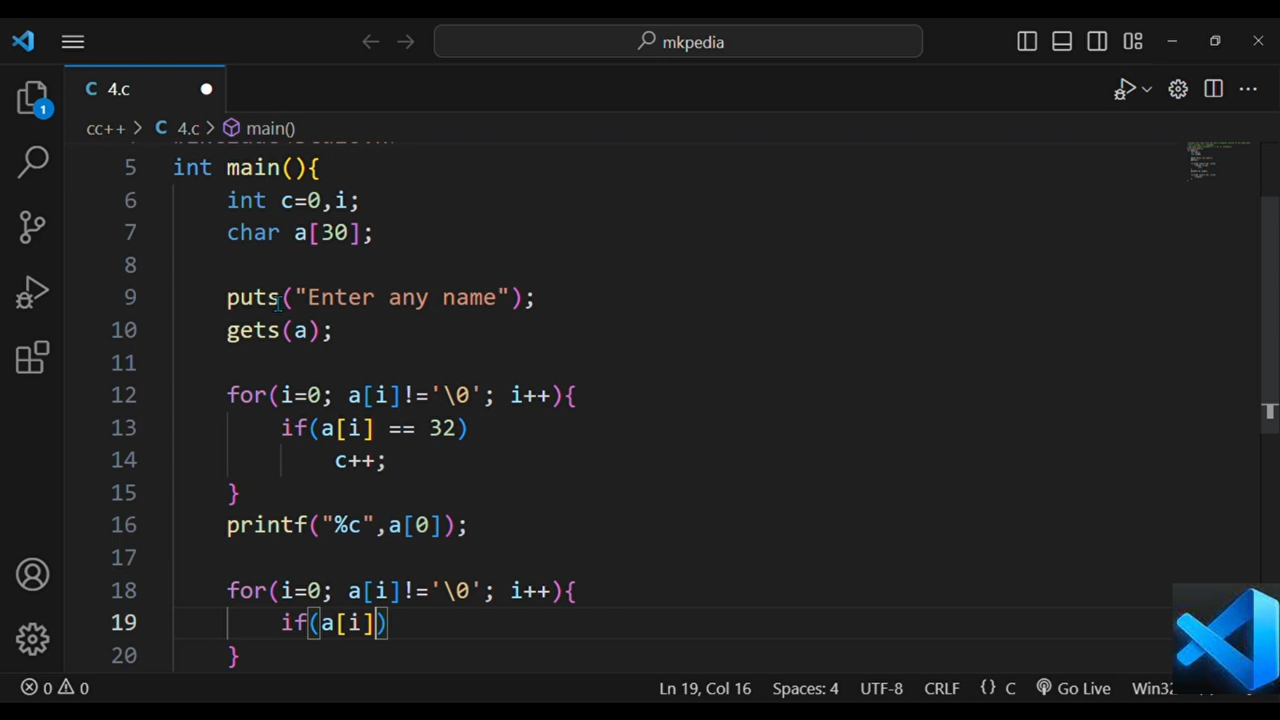 mkpedia
C 4.c
1
cc++ > C 4.c > main()
5 int main(){
6 int c=0,i;
7 char a[30];
8
9 puts("Enter any name");
10 gets(a);
11
12 for(i=0; a[i]!='\0'; i++){
13 if(a[i] == 32)
14 c++;
15 }
16 printf("%c",a[0]);
17
18 for(i=0; a[i]!='\0'; i++){
19 if(a[i])
20 }
0 0 Ln 19, Col 16 Spaces: 4 UTF-8 CRLF {} C Go Live Win32